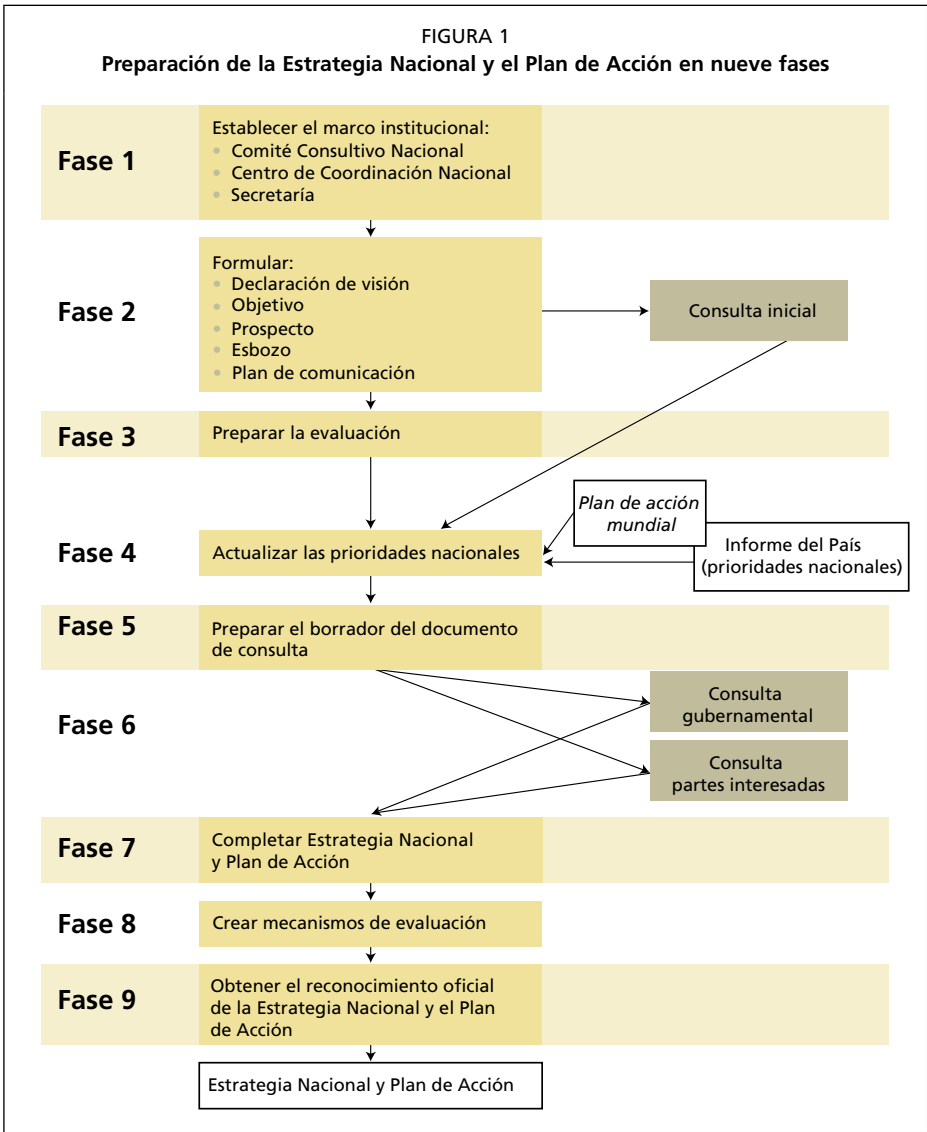 FIGURA 1
Preparación de la Estrategia Nacional y el Plan de Acción en nueve fases
Fase 1
Establecer el marco institucional:
• Comité Consultivo Nacional
• Centro de Coordinación Nacional
• Secretaría
Fase 2
Formular:
• Declaración de visión
• Objetivo
• Prospecto
• Esbozo
• Plan de comunicación
Consulta inicial
Fase 3
Preparar la evaluación
Fase 4
Actualizar las prioridades nacionales
Plan de acción
mundial
Informe del País
(prioridades nacionales)
Fase 5
Preparar el borrador del documento
de consulta
Fase 6
Consulta
gubernamental
Consulta
partes interesadas
Fase 7
Completar Estrategia Nacional
y Plan de Acción
Fase 8
Crear mecanismos de evaluación
Fase 9
Obtener el reconocimiento oficial
de la Estrategia Nacional y el Plan
de Acción
Estrategia Nacional y Plan de Acción